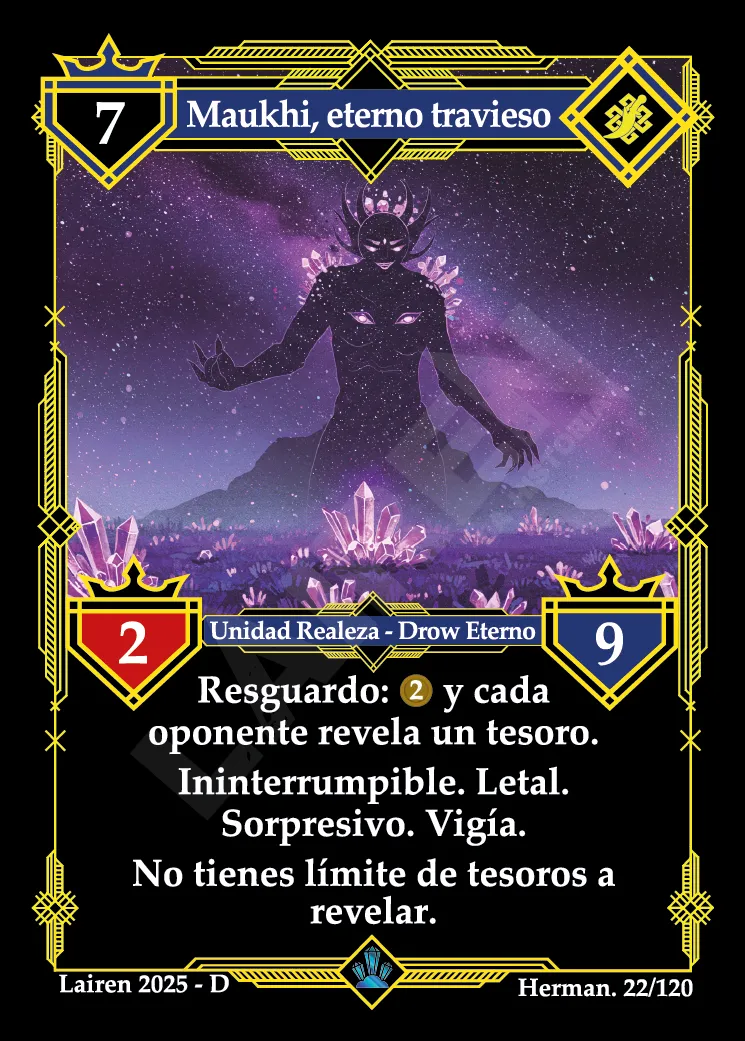 7
Maukhi, eterno travieso
2
Unidad Realeza - Drow Eterno
9
Resguardo: 2 y cada
oponente revela un tesoro.
Ininterrumpible. Letal.
Sorpresivo. Vigía.
No tienes límite de tesoros a
revelar.
Lairen 2025 - D
Herman. 22/120